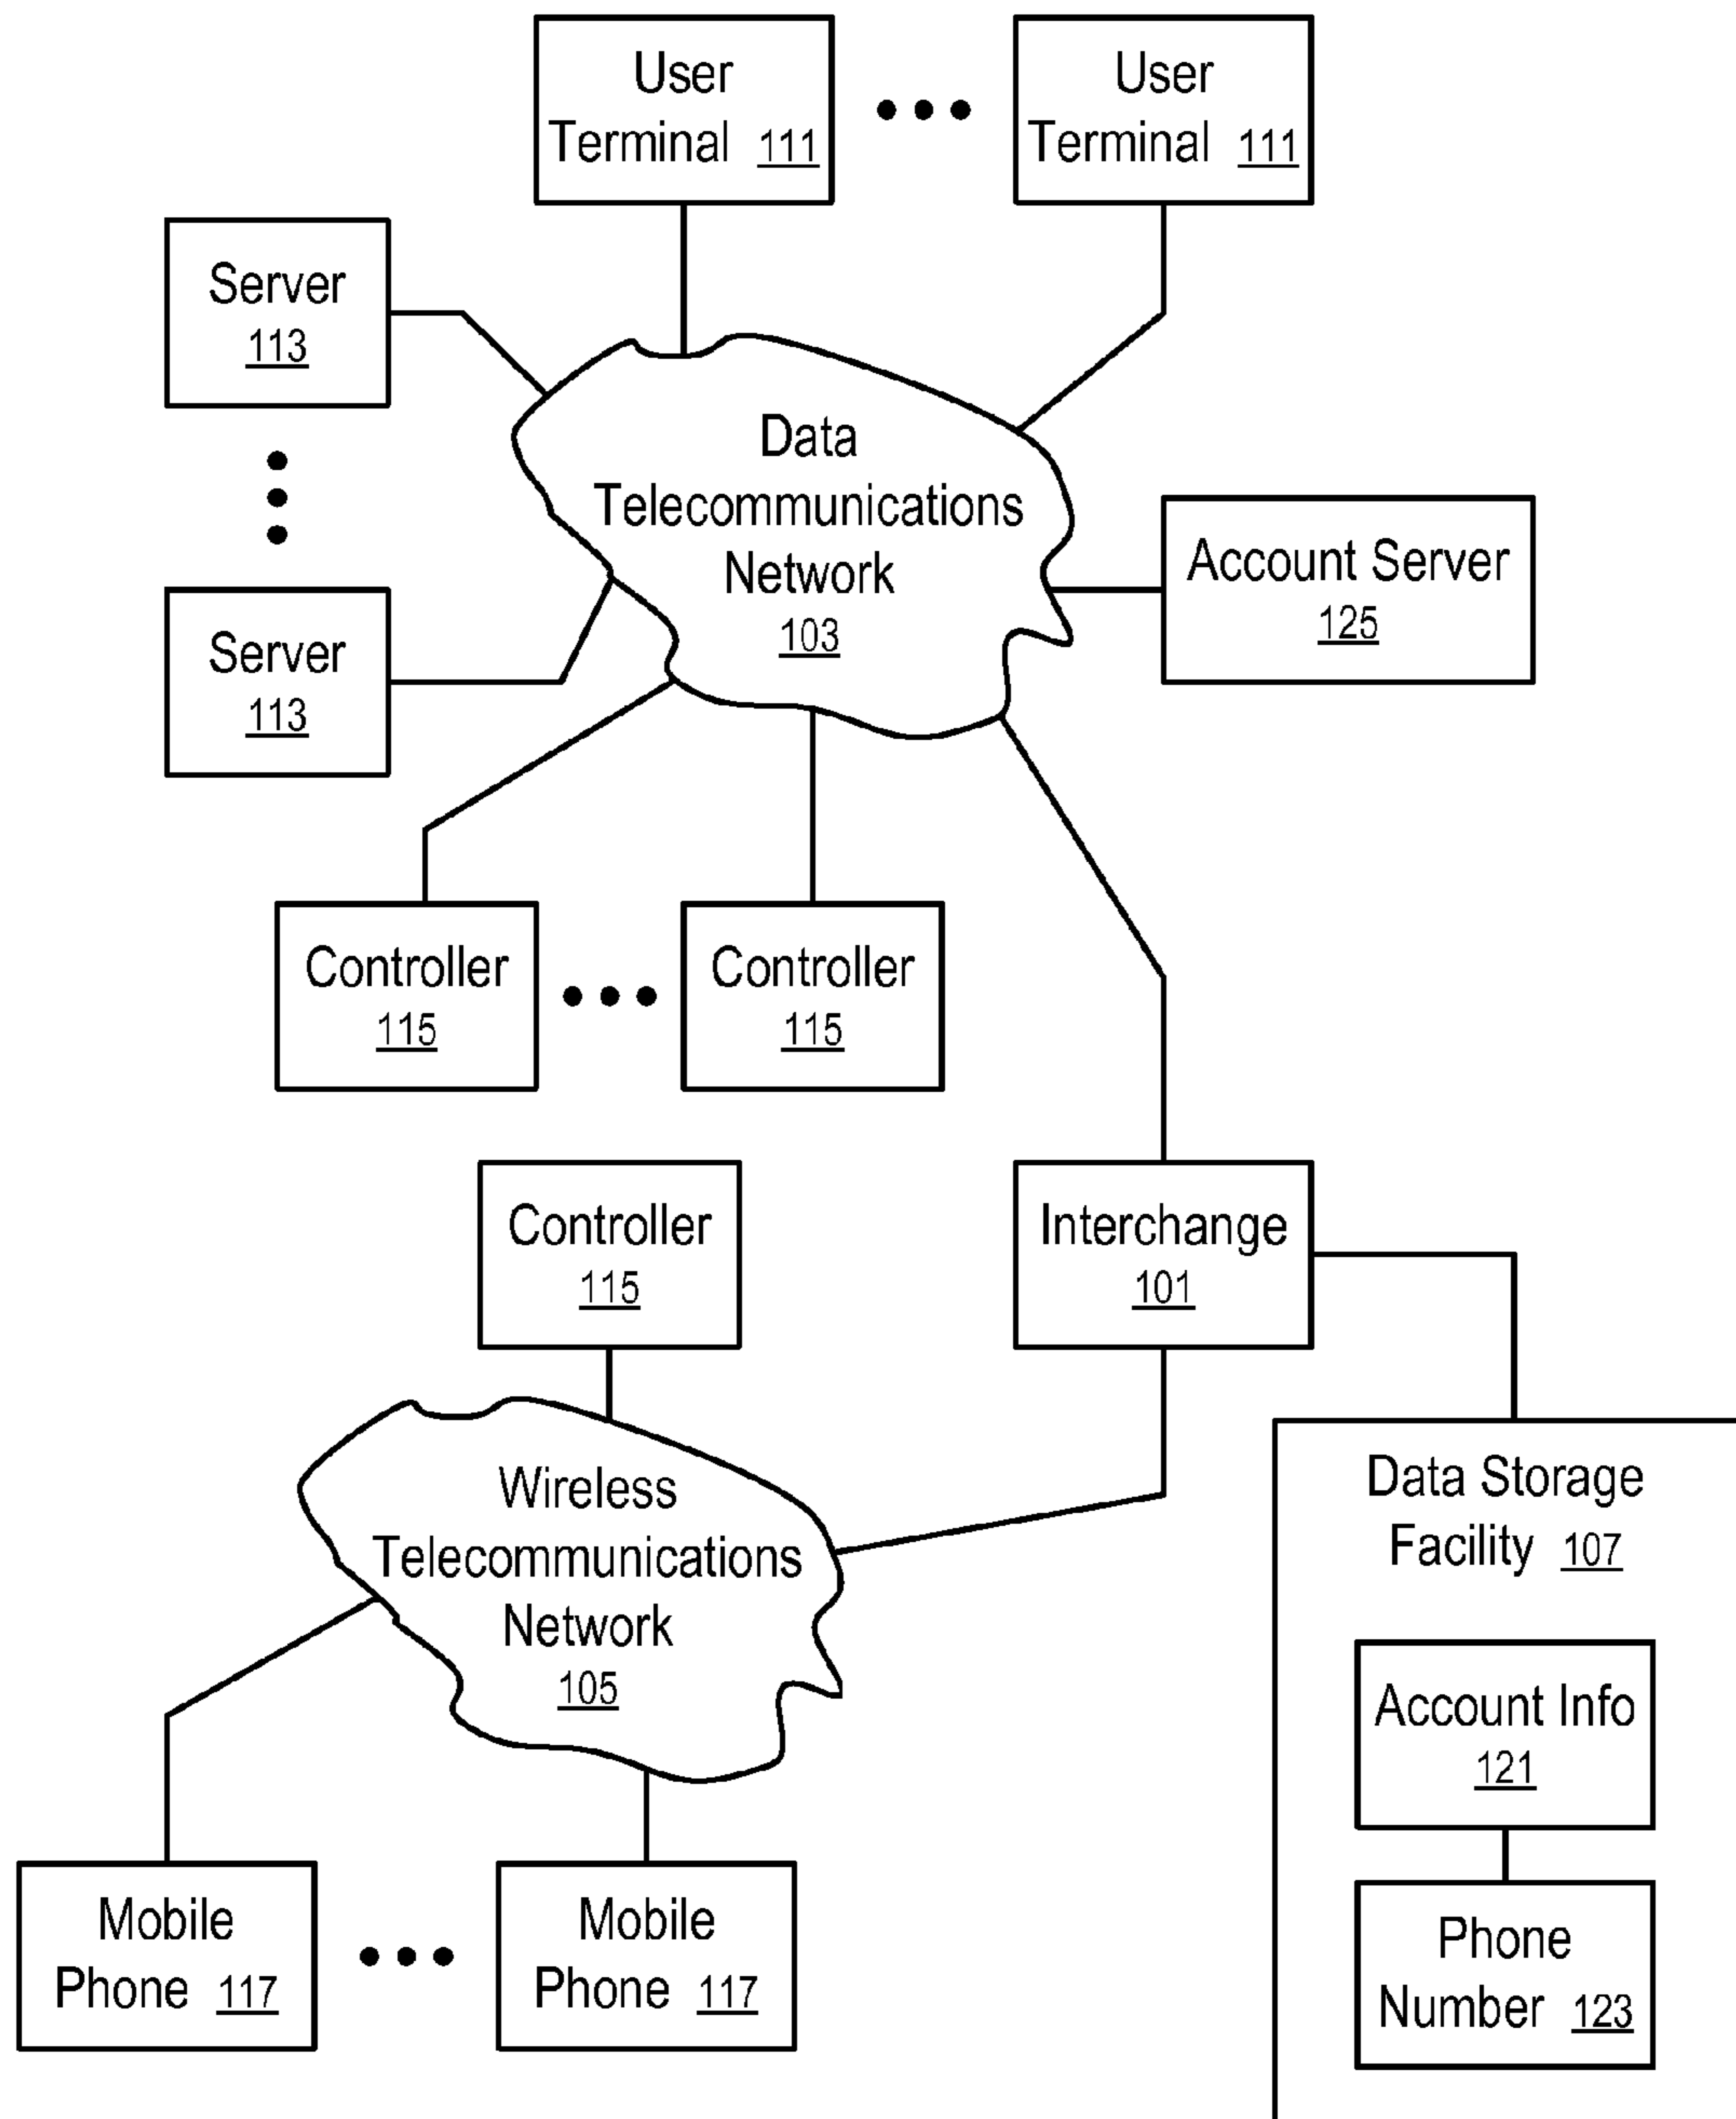 User
Terminal 111
User
Terminal 111
Server
113
Data
Telecommunications
Network
103
Account Server
125
Server
113
Controller
115
Controller
115
Controller
115
Interchange
101
Wireless
Telecommunications
Network
105
Data Storage
Facility 107
Account Info
121
Mobile
Phone 117
Mobile
Phone 117
Phone
Number 123